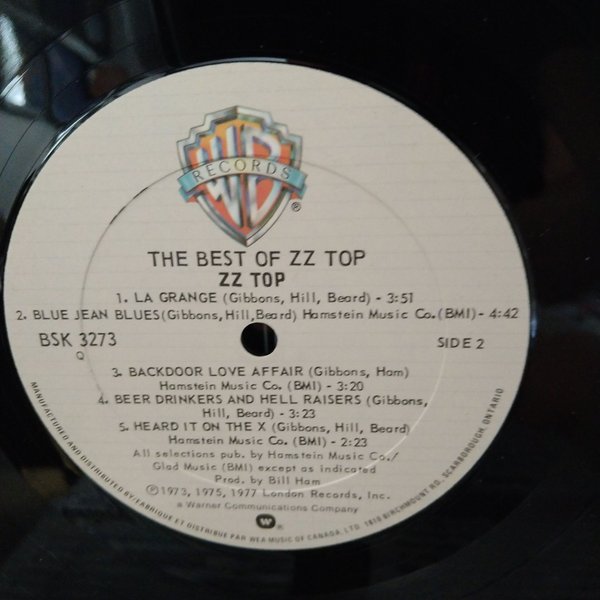 WB
RECORDS
®
THE BEST OF ZZ TOP
ZZ TOP
1. LA GRANGE (Gibbons, Hill, Beard) - 3:51
2. BLUE JEAN BLUES(Gibbons,Hill,Beard) Hamstein Music Co.(BMI)- 4:42
BSK 3273
Q
SIDE 2
3. BACKDOOR LOVE AFFAIR (Gibbons, Ham)
Hamstein Music Co. (BMI) - 3:20
4. BEER DRINKERS AND HELL RAISERS (Gibbons,
Hill, Beard) - 3:23
5. HEARD IT ON THE X (Gibbons, Hill, Beard)
Hamstein Music Co. (BMI) - 2:23
All selections pub. by Hamstein Music Co./
Glad Music (BMI) except as indicated
Prod. by Bill Ham
℗1973, 1975, 1977 London Records, Inc.
a Warner Communications Company
W ®
MANUFACTURED AND DISTRIBUTED BY/FABRIQUE ET DISTRIBUE PAR WEA MUSIC OF CANADA, LTD. 1810 BIRCHMOUNT RD., SCARBOROUGH, ONTARIO